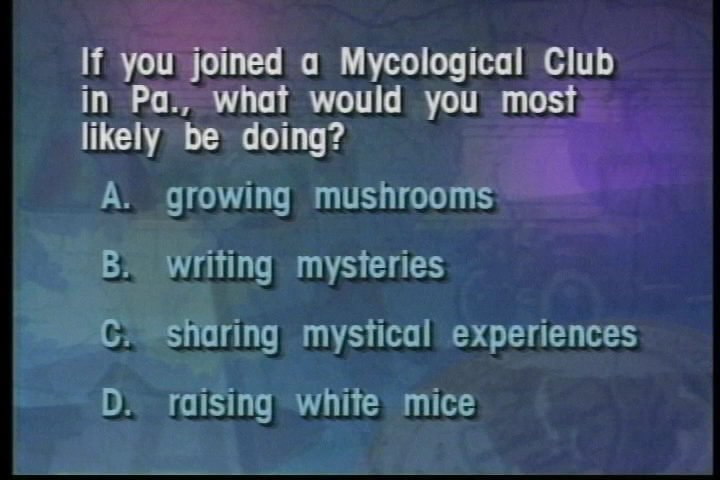 If you joined a Mycological Club
in Pa., what would you most
likely be doing?
A. growing mushrooms
B. writing mysteries
C. sharing mystical experiences
D. raising white mice